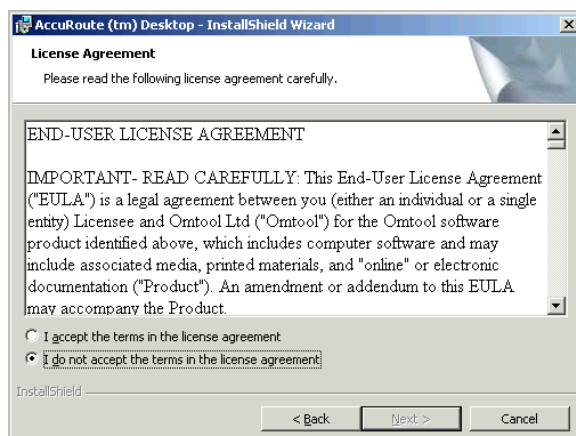 AccuRoute (tm) Desktop - InstallShield Wizard
License Agreement
Please read the following license agreement carefully.
END-USER LICENSE AGREEMENT
IMPORTANT- READ CAREFULLY: This End-User License Agreement
("EULA") is a legal agreement between you (either an individual or a single
entity) Licensee and Omtool Ltd ("Omtool") for the Omtool software
product identified above, which includes computer software and may
include associated media, printed materials, and "online" or electronic
documentation ("Product"). An amendment or addendum to this EULA
may accompany the Product.
I accept the terms in the license agreement
I do not accept the terms in the license agreement
InstallShield
< Back
Next >
Cancel